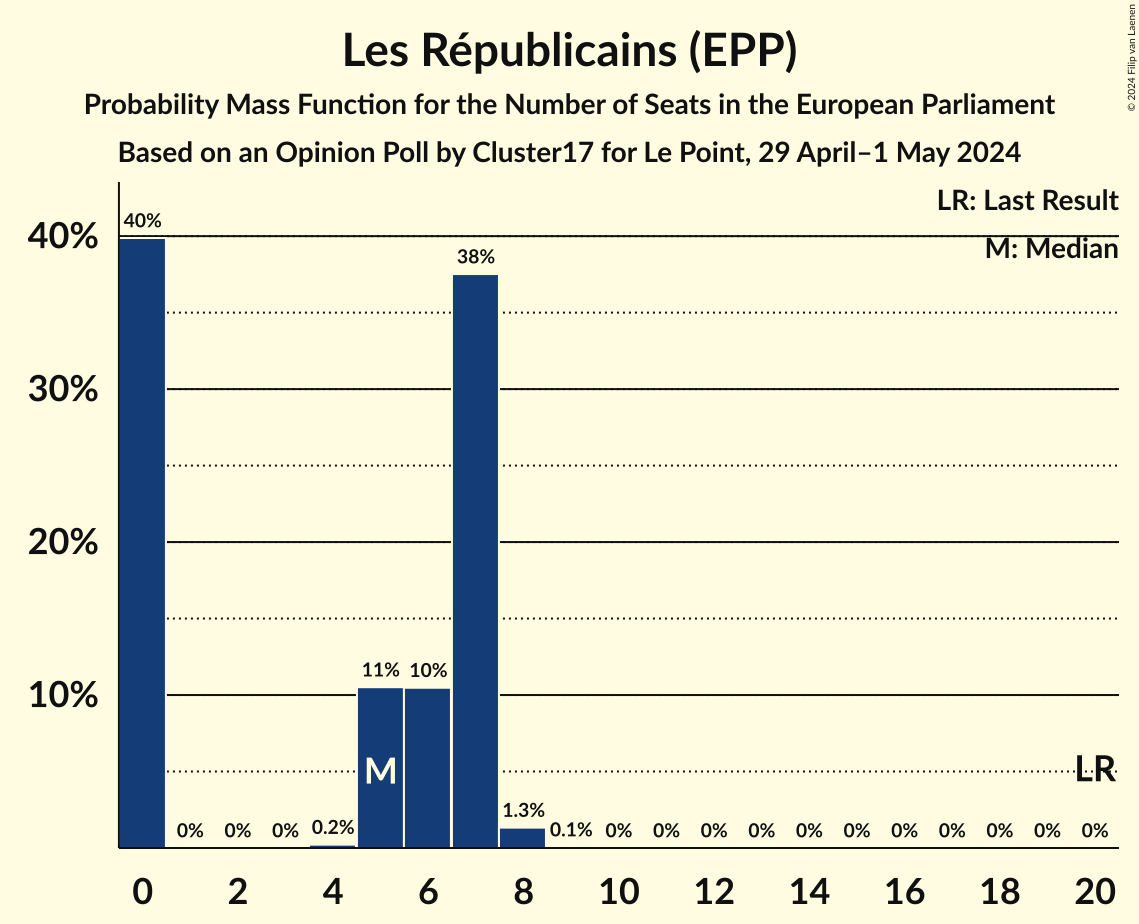 Les Républicains (EPP)
Probability Mass Function for the Number of Seats in the European Parliament
Based on an Opinion Poll by Cluster17 for Le Point, 29 April–1 May 2024
© 2024 Filip van Laenen
LR: Last Result
M: Median
40%
30%
20%
10%
40%
0%
0%
0%
0.2%
11%
10%
38%
1.3%
0.1%
0%
0%
0%
0%
0%
0%
0%
0%
0%
0%
0%
M
LR
0 2 4 6 8 10 12 14 16 18 20